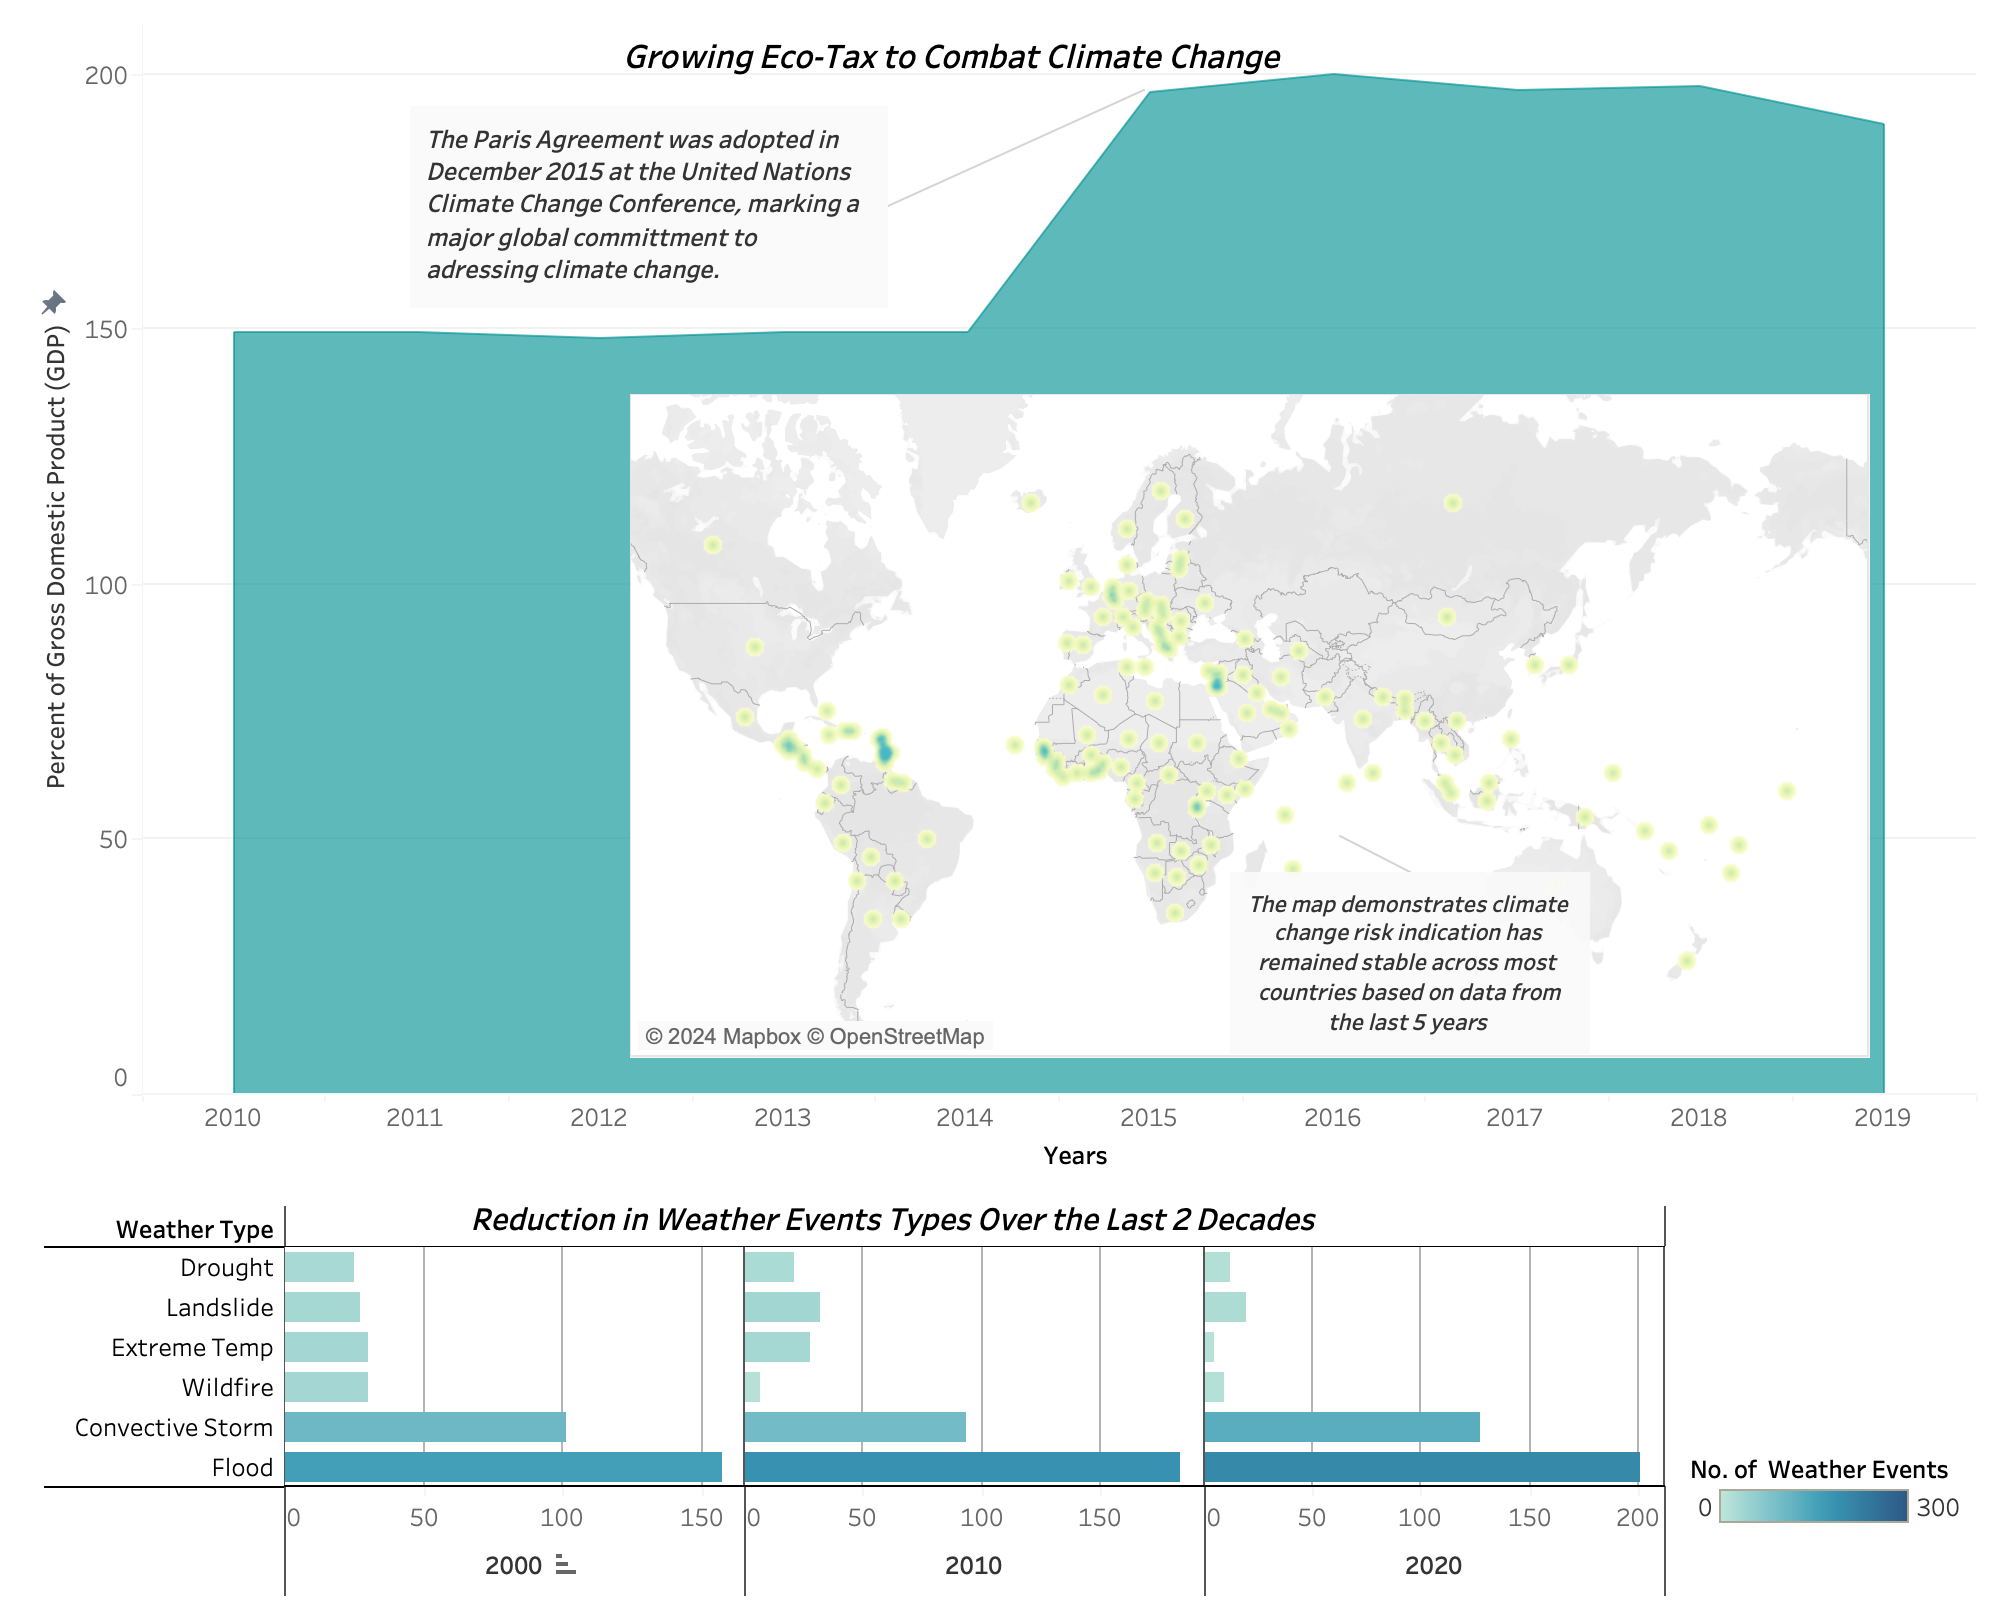 Growing Eco-Tax to Combat Climate Change
200
The Paris Agreement was adopted in
December 2015 at the United Nations
Climate Change Conference, marking a
major global committment to
adressing climate change.
Percent of Gross Domestic Product (GDP)
150
100
50
0
The map demonstrates climate
change risk indication has
remained stable across most
countries based on data from
the last 5 years
© 2024 Mapbox © OpenStreetMap
2010 2011 2012 2013 2014 2015 2016 2017 2018 2019
Years
Weather Type
Reduction in Weather Events Types Over the Last 2 Decades
Drought
Landslide
Extreme Temp
Wildfire
Convective Storm
Flood
0 50 100 150 0 50 100 150 0 50 100 150 200
2000 2010 2020
No. of Weather Events
0 300